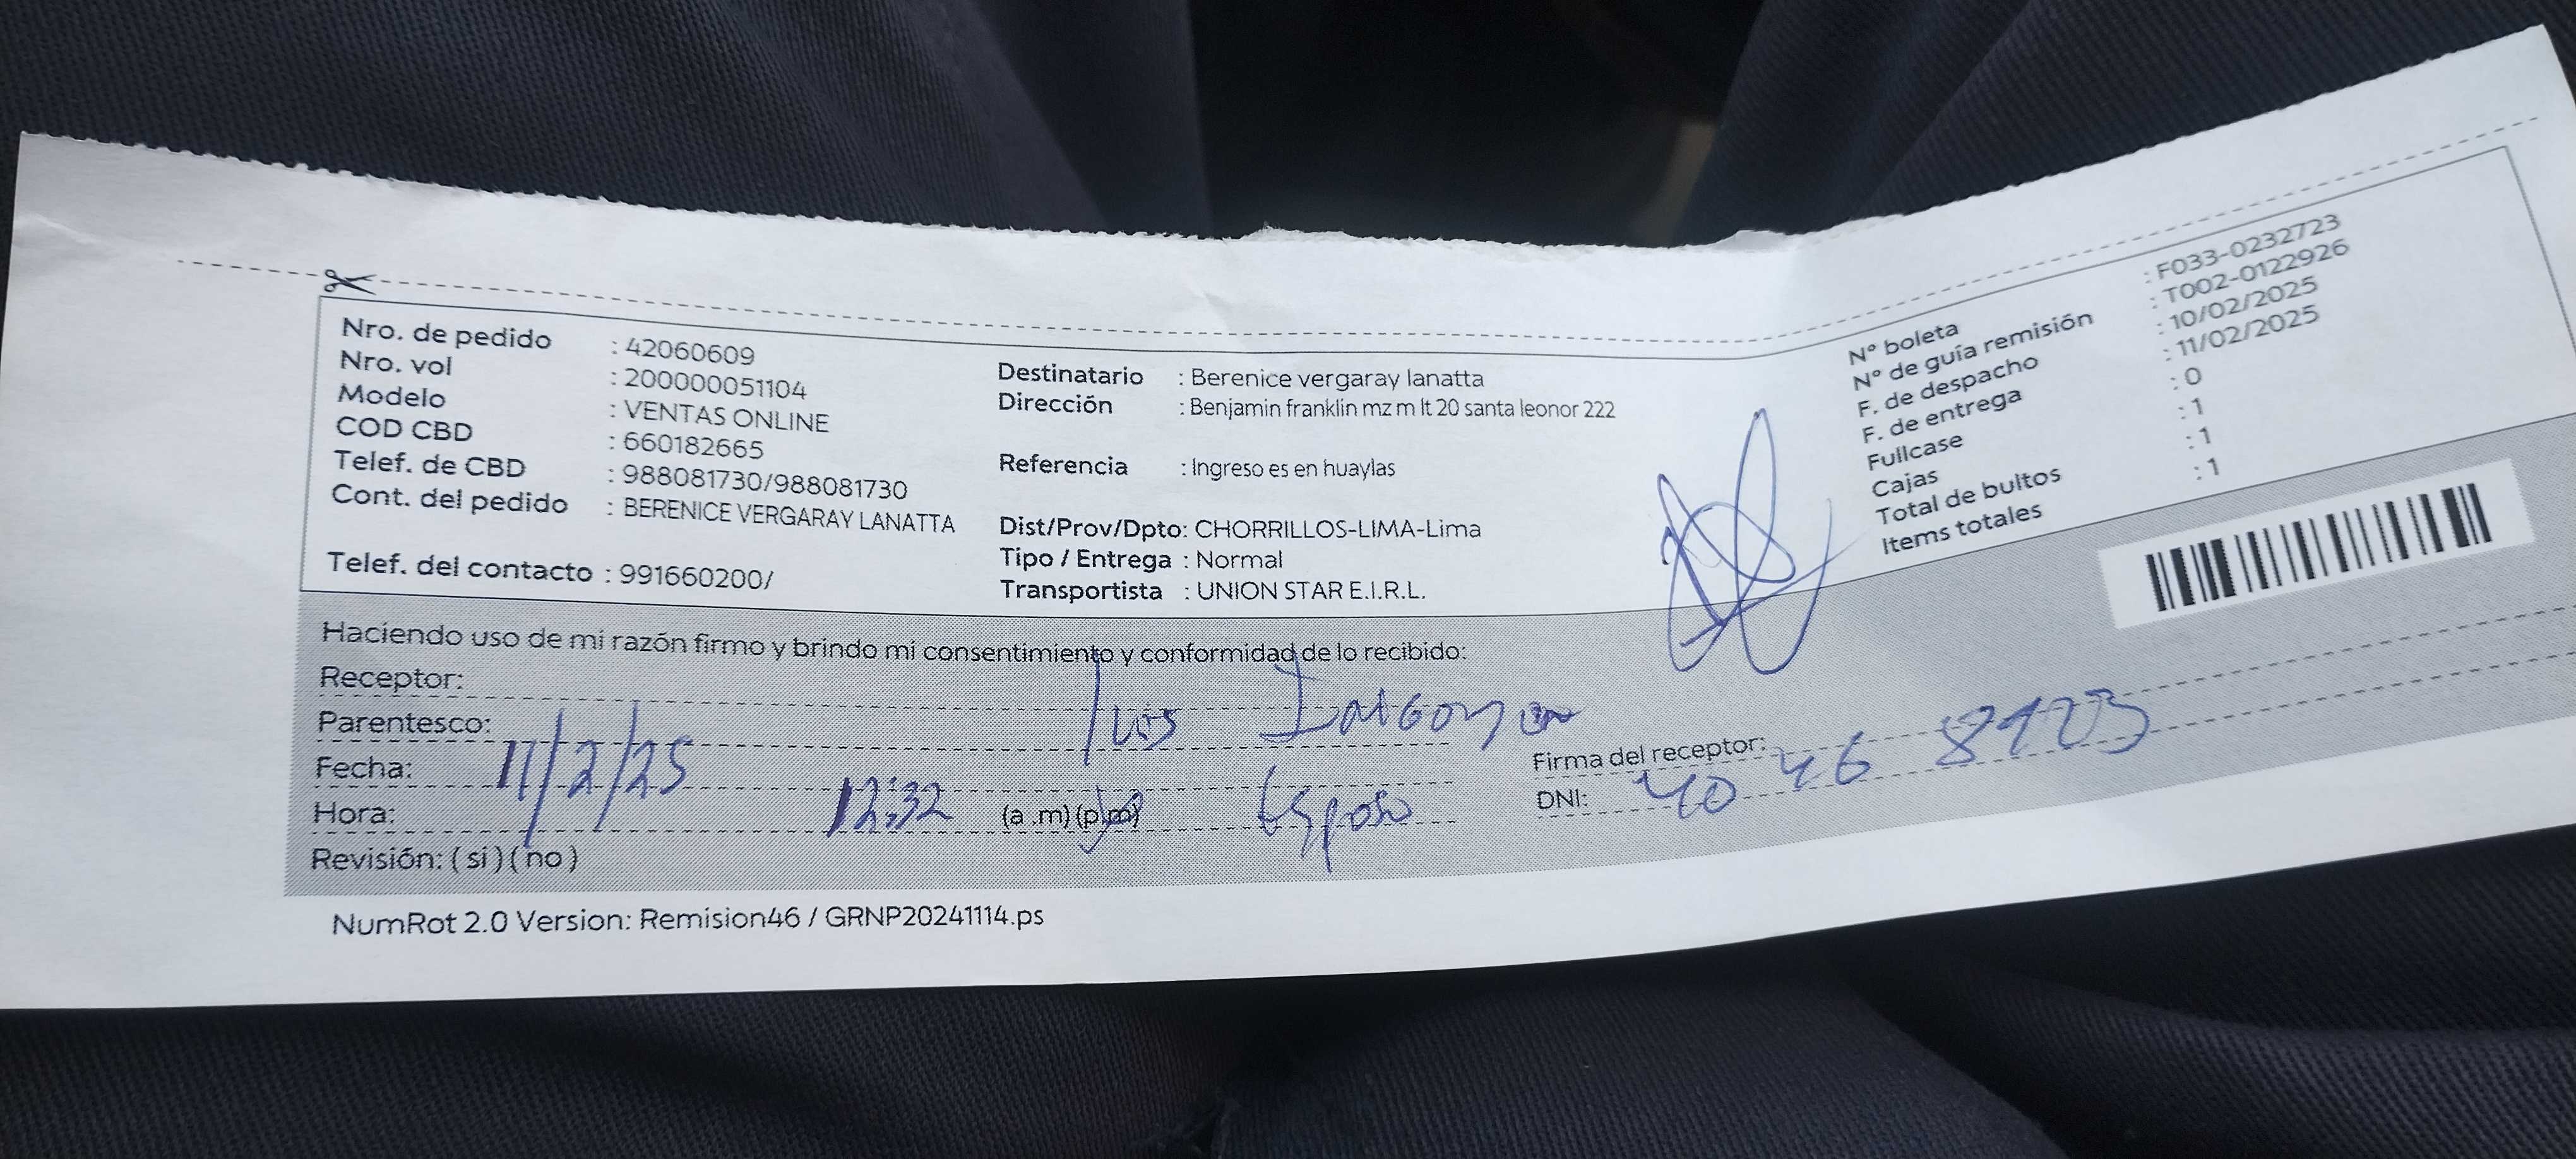 Nro. de pedido : 42060609
Nro. vol : 200000051104
Modelo : VENTAS ONLINE
COD CBD : 660182665
Telef. de CBD : 988081730/988081730
Cont. del pedido : BERENICE VERGARAY LANATTA
Telef. del contacto : 991660200/
Destinatario : Berenice vergaray lanatta
Dirección : Benjamin franklin mz m lt 20 santa leonor 222
Referencia : Ingreso es en huaylas
Dist/Prov/Dpto: CHORRILLOS-LIMA-Lima
Tipo / Entrega : Normal
Transportista : UNION STAR E.I.R.L.
N° boleta : F033-0232723
N° de guía remisión : T002-0122926
F. de despacho : 10/02/2025
F. de entrega : 11/02/2025
Fullcase : 0
Cajas : 1
Total de bultos : 1
Items totales : 1
Haciendo uso de mi razón firmo y brindo mi consentimiento y conformidad de lo recibido:
Receptor: Luis
Parentesco:
Fecha: 11/2/25
Hora: 12:32 (a .m) (p.m) Esposo
Revisión: ( si ) ( no )
Firma del receptor:
DNI: 40 46
NumRot 2.0 Version: Remision46 / GRNP20241114.ps